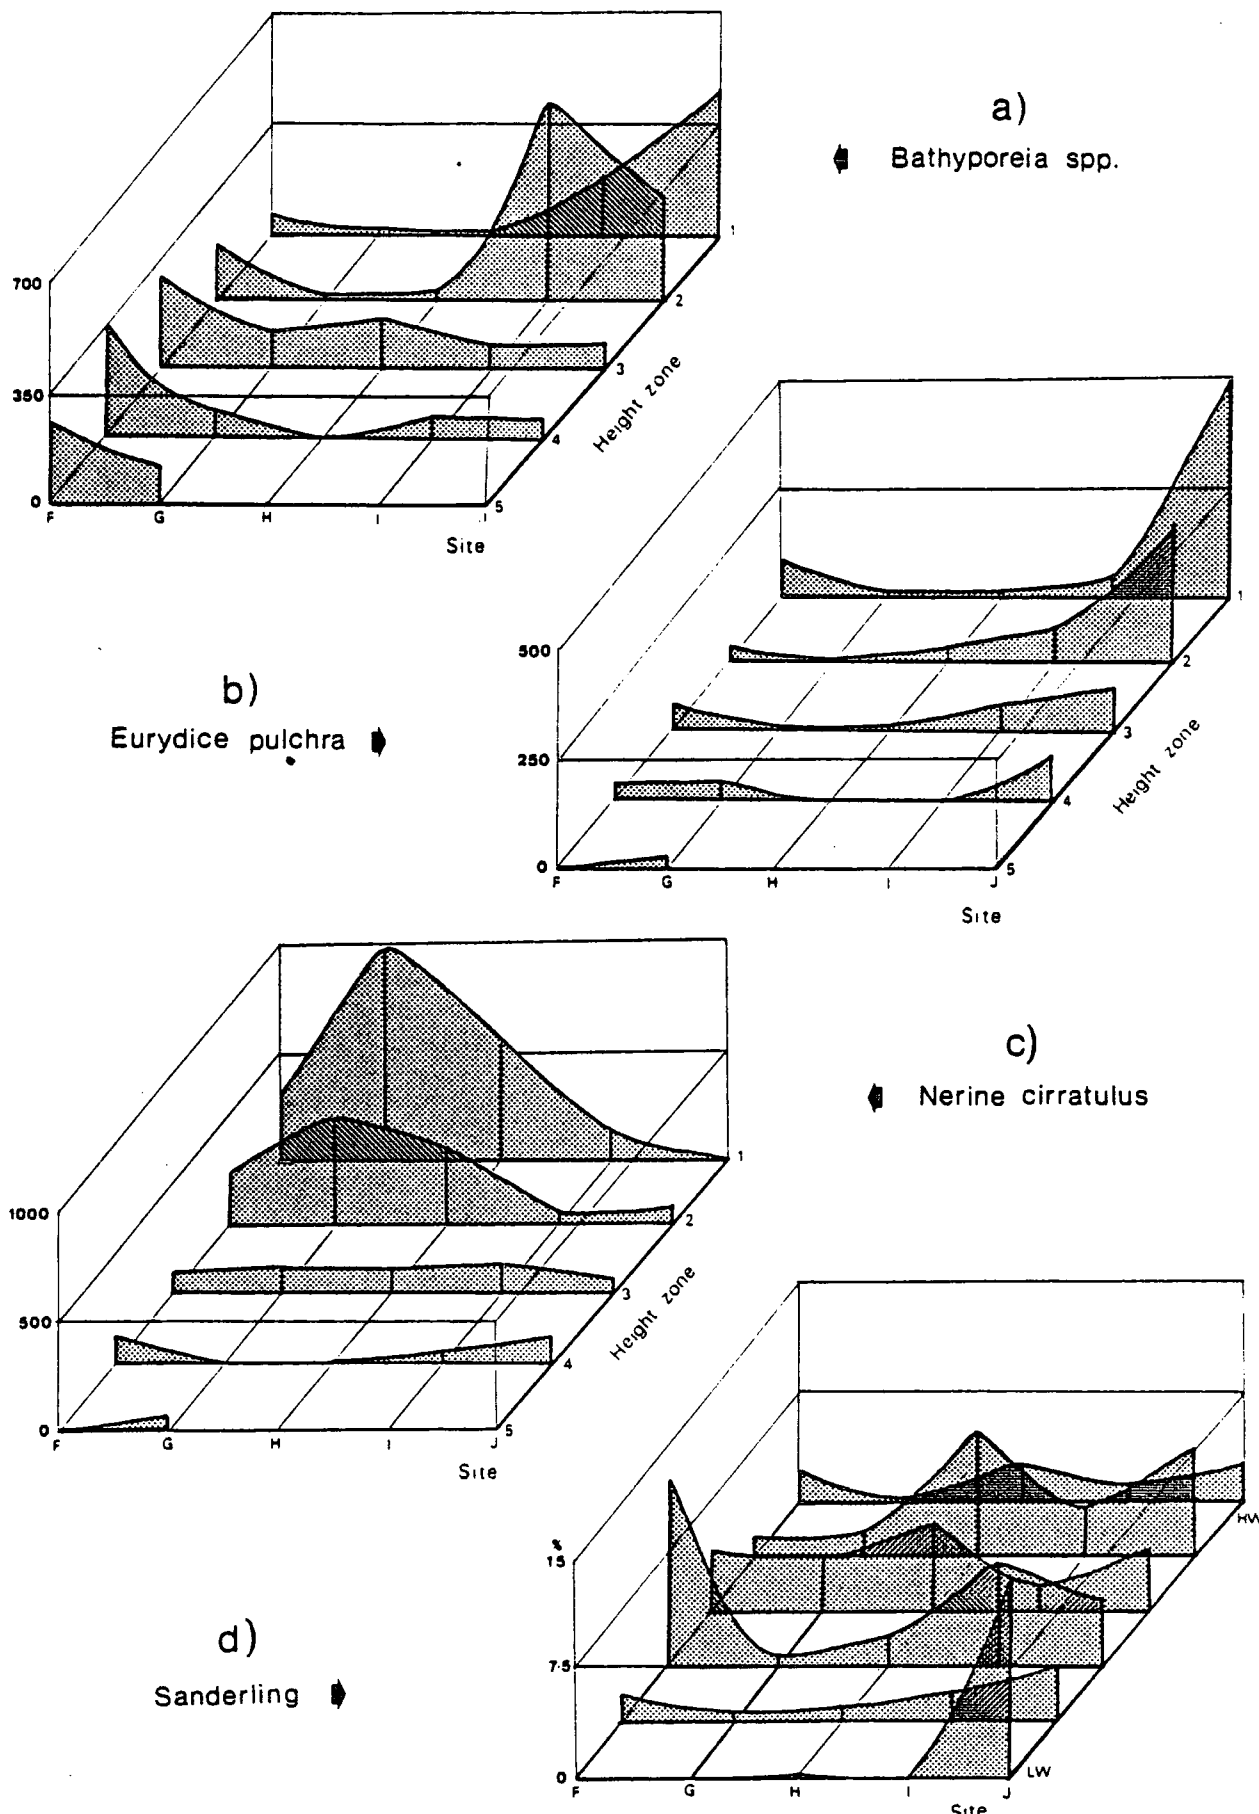 a)
Bathyporeia spp.
700
350
0
F G H I J
1
2
3
4
5
Height zone
Site
b)
Eurydice pulchra
500
250
0
F G H I J
1
2
3
4
5
Height zone
Site
c)
Nerine cirratulus
1000
500
0
F G H I J
1
2
3
4
5
Height zone
Site
d)
Sanderling
%
15
7·5
0
F G H I J
HW
LW
Site